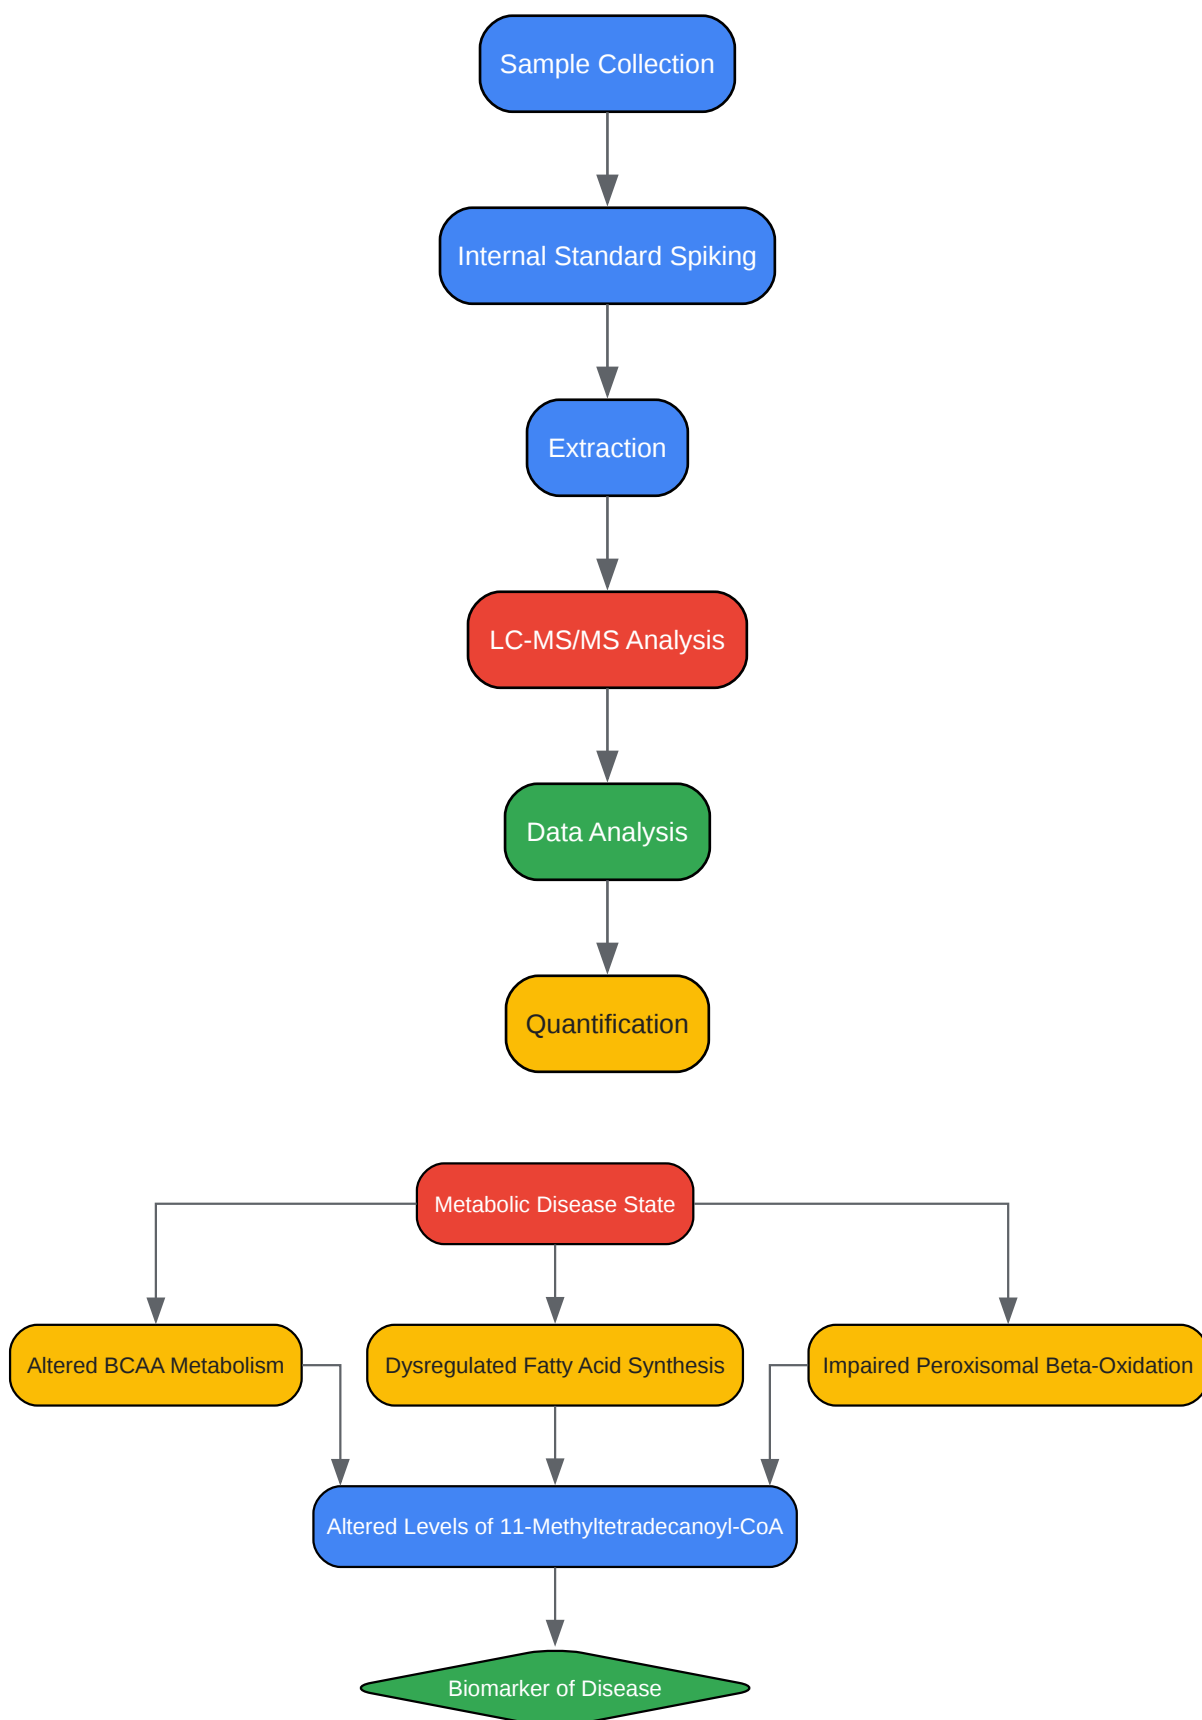 Sample Collection
Internal Standard Spiking
Extraction
LC-MS/MS Analysis
Data Analysis
Quantification
Metabolic Disease State
Altered BCAA Metabolism
Dysregulated Fatty Acid Synthesis
Impaired Peroxisomal Beta-Oxidation
Altered Levels of 11-Methyltetradecanoyl-CoA
Biomarker of Disease